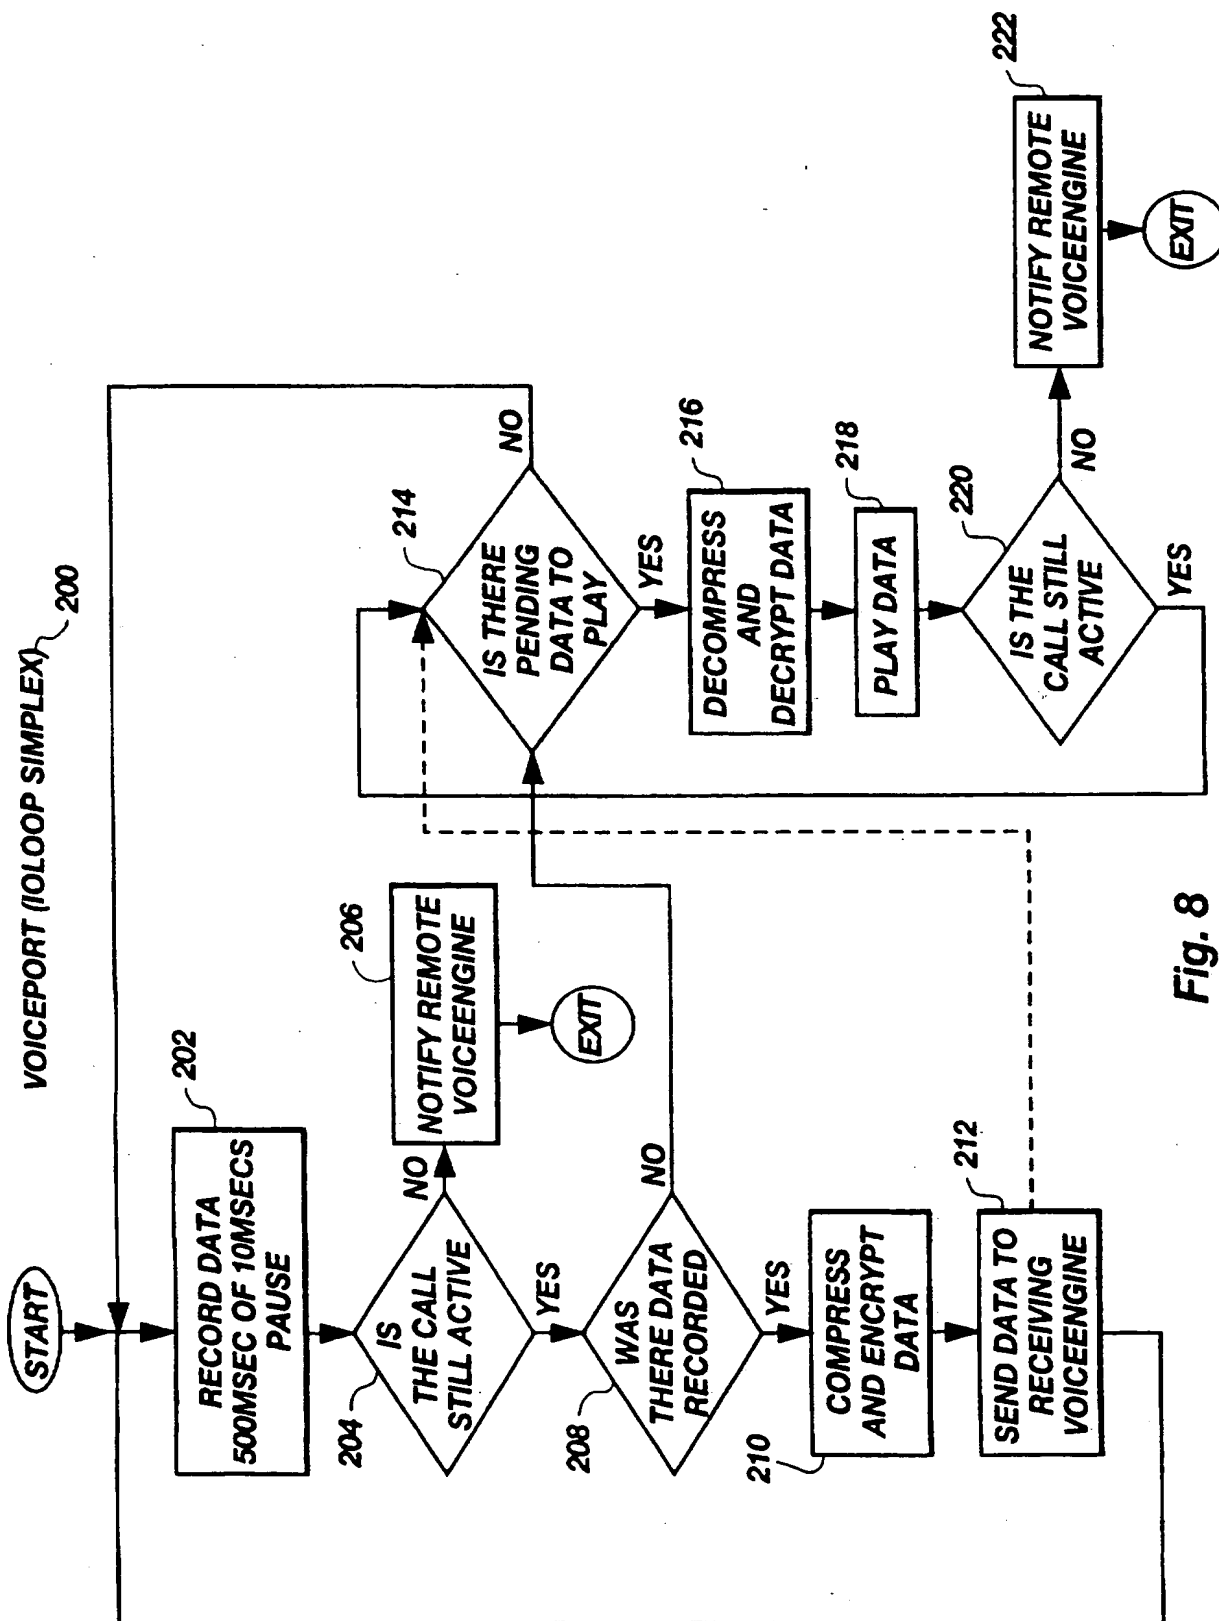 VOICEPORT (IOLOOP SIMPLEX)
200
START
RECORD DATA
500MSEC OF 10MSECS
PAUSE
202
IS
THE CALL
STILL ACTIVE
204
NO
YES
NOTIFY REMOTE
VOICEENGINE
206
EXIT
WAS
THERE DATA
RECORDED
208
NO
YES
COMPRESS
AND ENCRYPT
DATA
210
SEND DATA TO
RECEIVING
VOICEENGINE
212
IS THERE
PENDING
DATA TO
PLAY
214
NO
YES
DECOMPRESS
AND
DECRYPT DATA
216
PLAY DATA
218
IS THE
CALL STILL
ACTIVE
220
NO
YES
NOTIFY REMOTE
VOICEENGINE
222
EXIT
Fig. 8